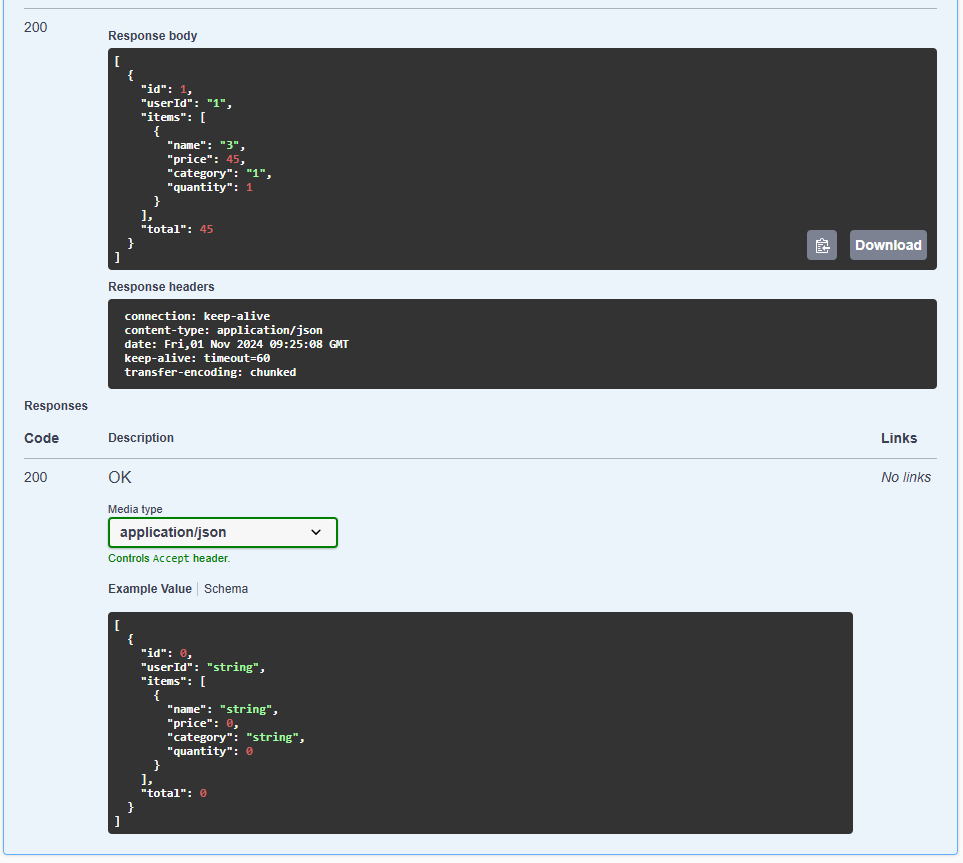 200
Response body
[
  {
    "id": 1,
    "userId": "1",
    "items": [
      {
        "name": "3",
        "price": 45,
        "category": "1",
        "quantity": 1
      }
    ],
    "total": 45
  }
]
Download
Response headers
connection: keep-alive
content-type: application/json
date: Fri,01 Nov 2024 09:25:08 GMT
keep-alive: timeout=60
transfer-encoding: chunked
Responses
Code Description Links
200 OK No links
Media type
application/json
Controls Accept header.
Example Value Schema
[
  {
    "id": 0,
    "userId": "string",
    "items": [
      {
        "name": "string",
        "price": 0,
        "category": "string",
        "quantity": 0
      }
    ],
    "total": 0
  }
]